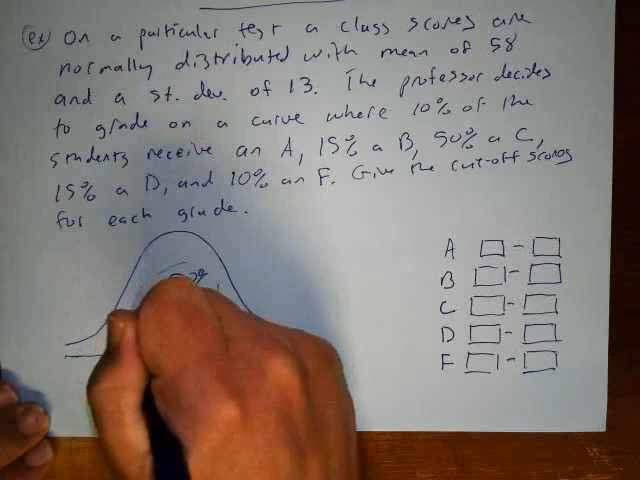 (ex) On a particular test a class scores are
normally distributed with mean of 58
and a st. dev. of 13. The professor decides
to grade on a curve where 10% of the
students receive an A, 15% a B, 50% a C,
15% a D, and 10% an F. Give the cut-off scores
for each grade.
A □ - □
B □ - □
C □ - □
D □ - □
F □ - □